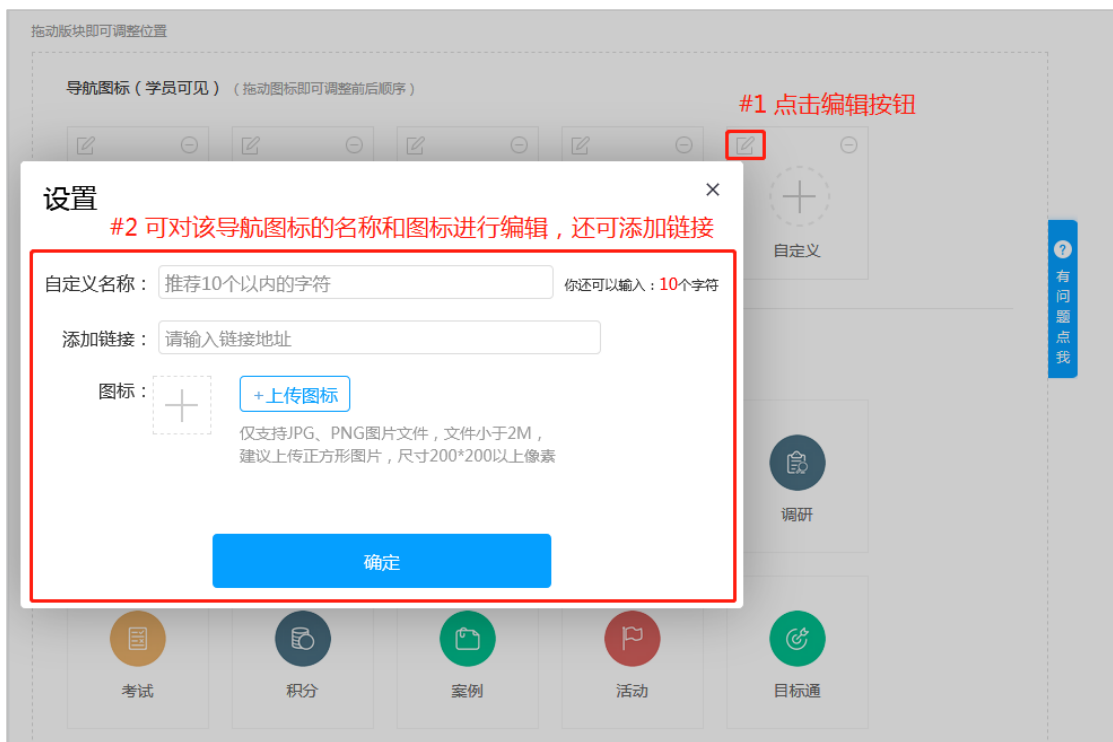 拖动版块即可调整位置
导航图标（学员可见）（拖动图标即可调整前后顺序）
#1 点击编辑按钮
设置
#2 可对该导航图标的名称和图标进行编辑，还可添加链接
自定义
自定义名称： 推荐10个以内的字符 你还可以输入：10个字符
添加链接： 请输入链接地址
图标： +上传图标
仅支持JPG、PNG图片文件，文件小于2M，
建议上传正方形图片，尺寸200*200以上像素
确定
? 有问题点我
调研
考试 积分 案例 活动 目标通